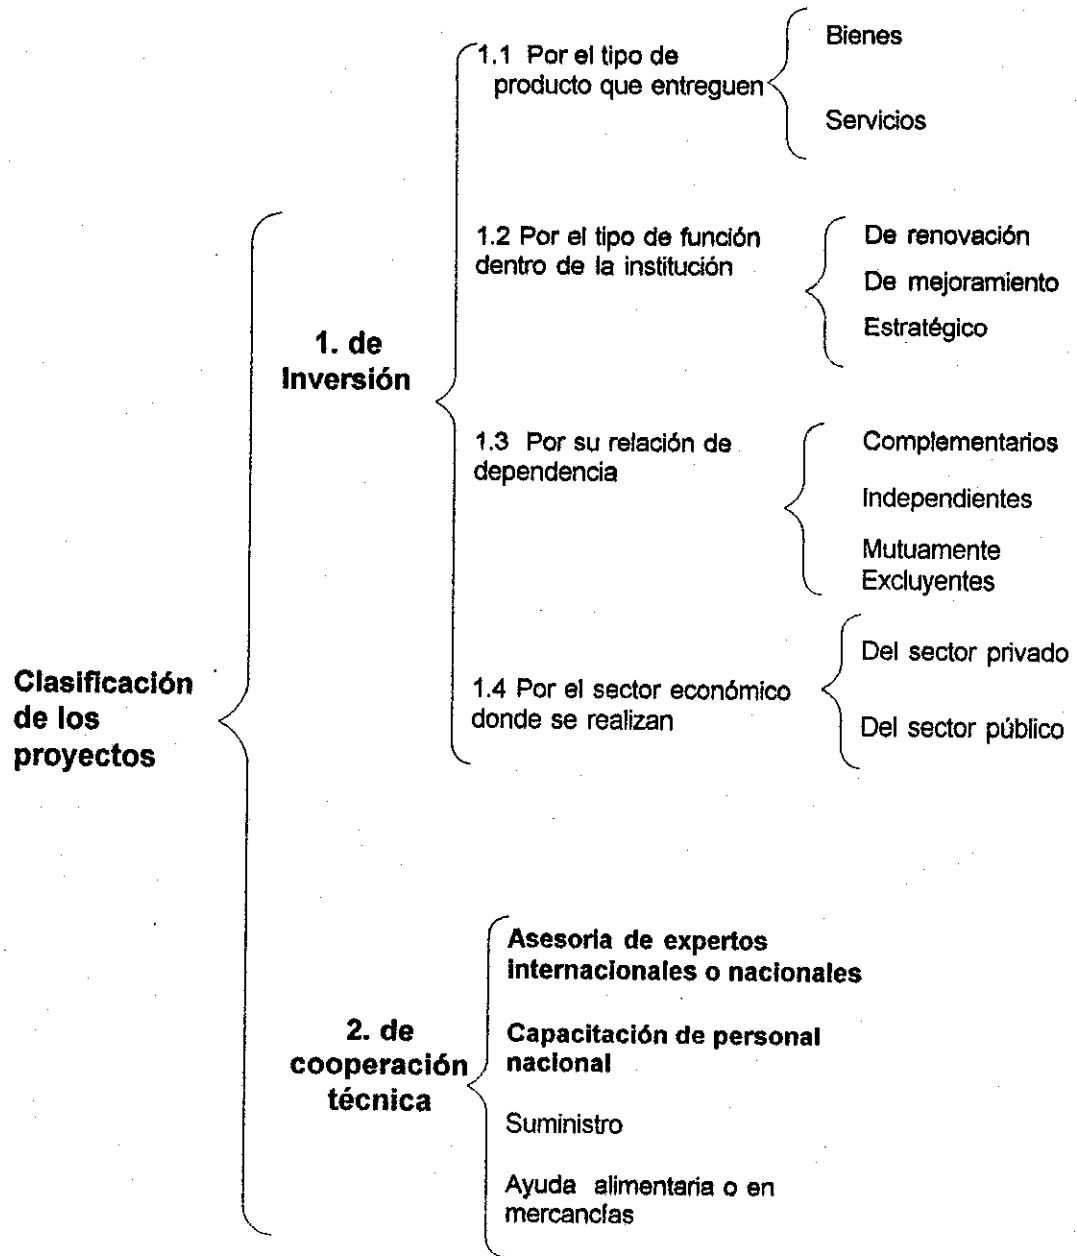 Clasificación
de los
proyectos
1. de
Inversión
1.1 Por el tipo de
producto que entreguen
Bienes
Servicios
1.2 Por el tipo de función
dentro de la institución
De renovación
De mejoramiento
Estratégico
1.3 Por su relación de
dependencia
Complementarios
Independientes
Mutuamente
Excluyentes
1.4 Por el sector económico
donde se realizan
Del sector privado
Del sector público
2. de
cooperación
técnica
Asesoria de expertos
internacionales o nacionales
Capacitación de personal
nacional
Suministro
Ayuda alimentaria o en
mercancías